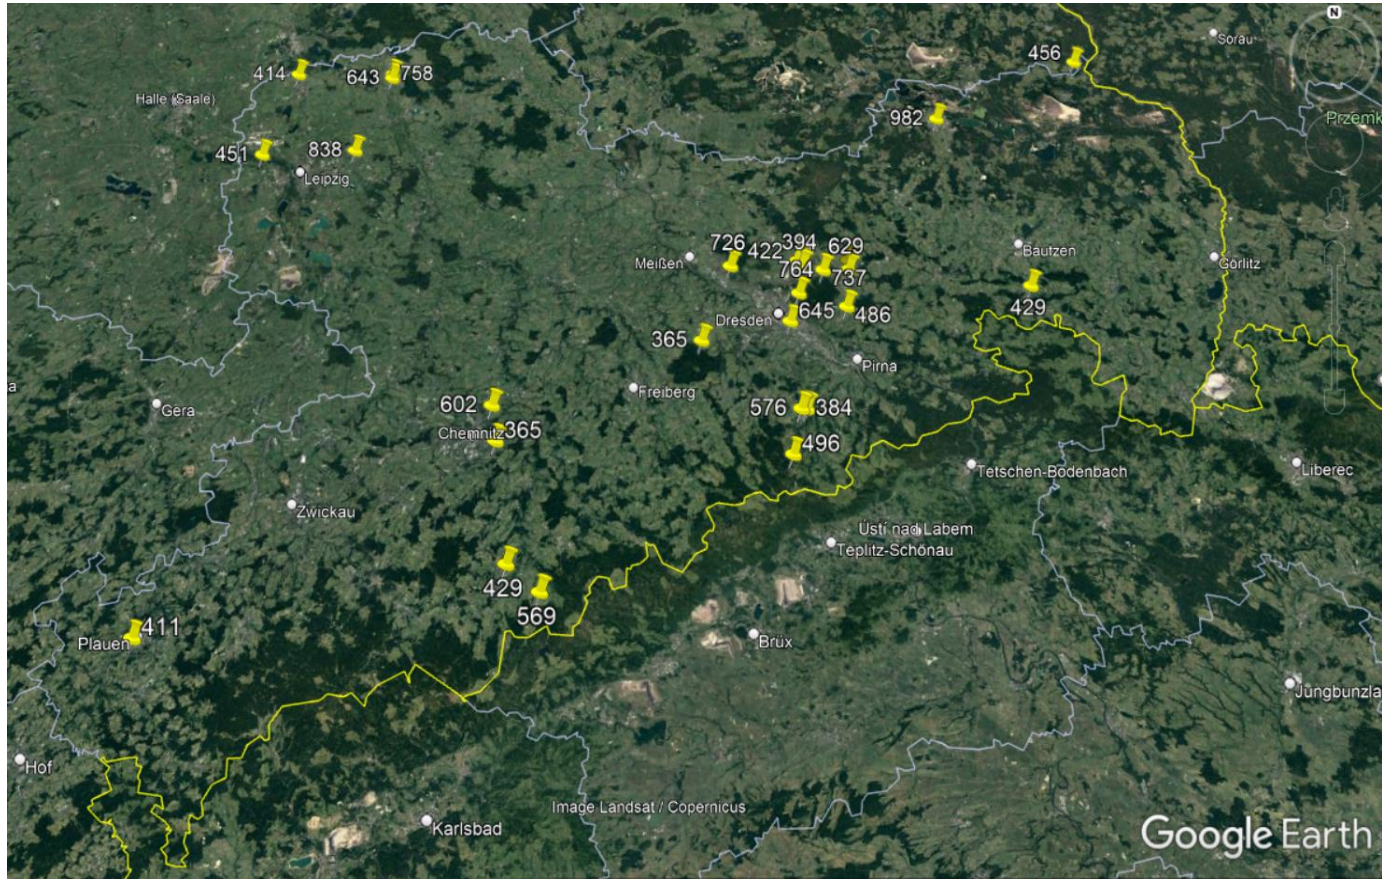 N
456
Sorau
414
643
758
Halle (Saale)
982
Przemk
451
838
Leipzig
726
422
394
629
Bautzen
Meißen
764
737
Görlitz
429
Dresden
645
486
365
Pirna
a
Gera
Freiberg
602
576
384
Chemnitz
365
496
Tetschen-Bodenbach
Liberec
Zwickau
Ústí nad Labem
Teplitz-Schönau
429
569
411
Plauen
Brüx
Jungbunzla
Hof
Image Landsat / Copernicus
Karlsbad
Google Earth